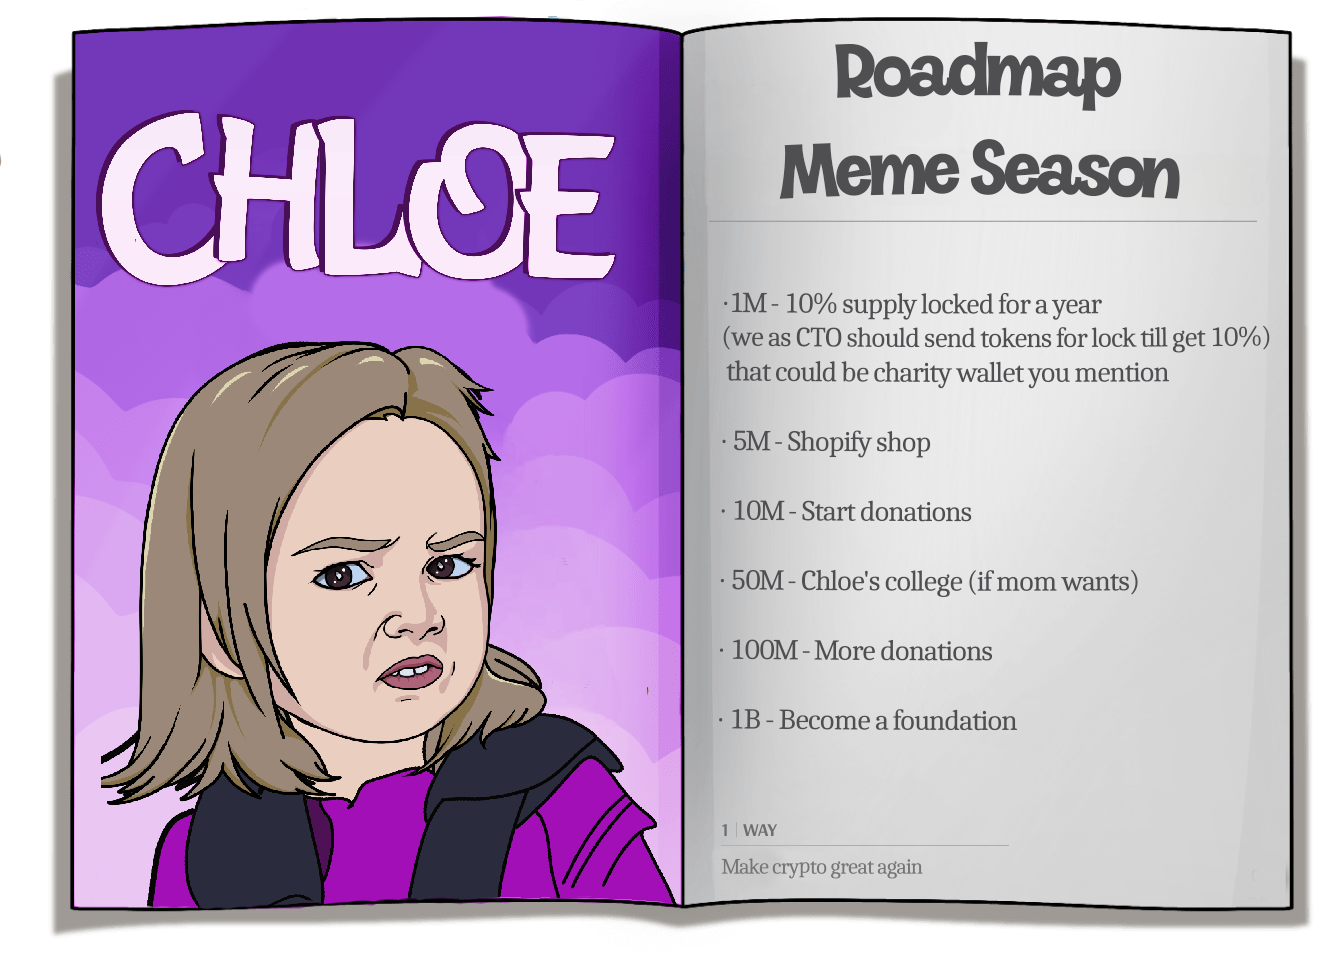 CHLOE
Roadmap
Meme Season
·1M - 10% supply locked for a year
(we as CTO should send tokens for lock till get 10%)
that could be charity wallet you mention
· 5M - Shopify shop
· 10M - Start donations
· 50M - Chloe's college (if mom wants)
· 100M - More donations
· 1B - Become a foundation
1 | WAY
Make crypto great again